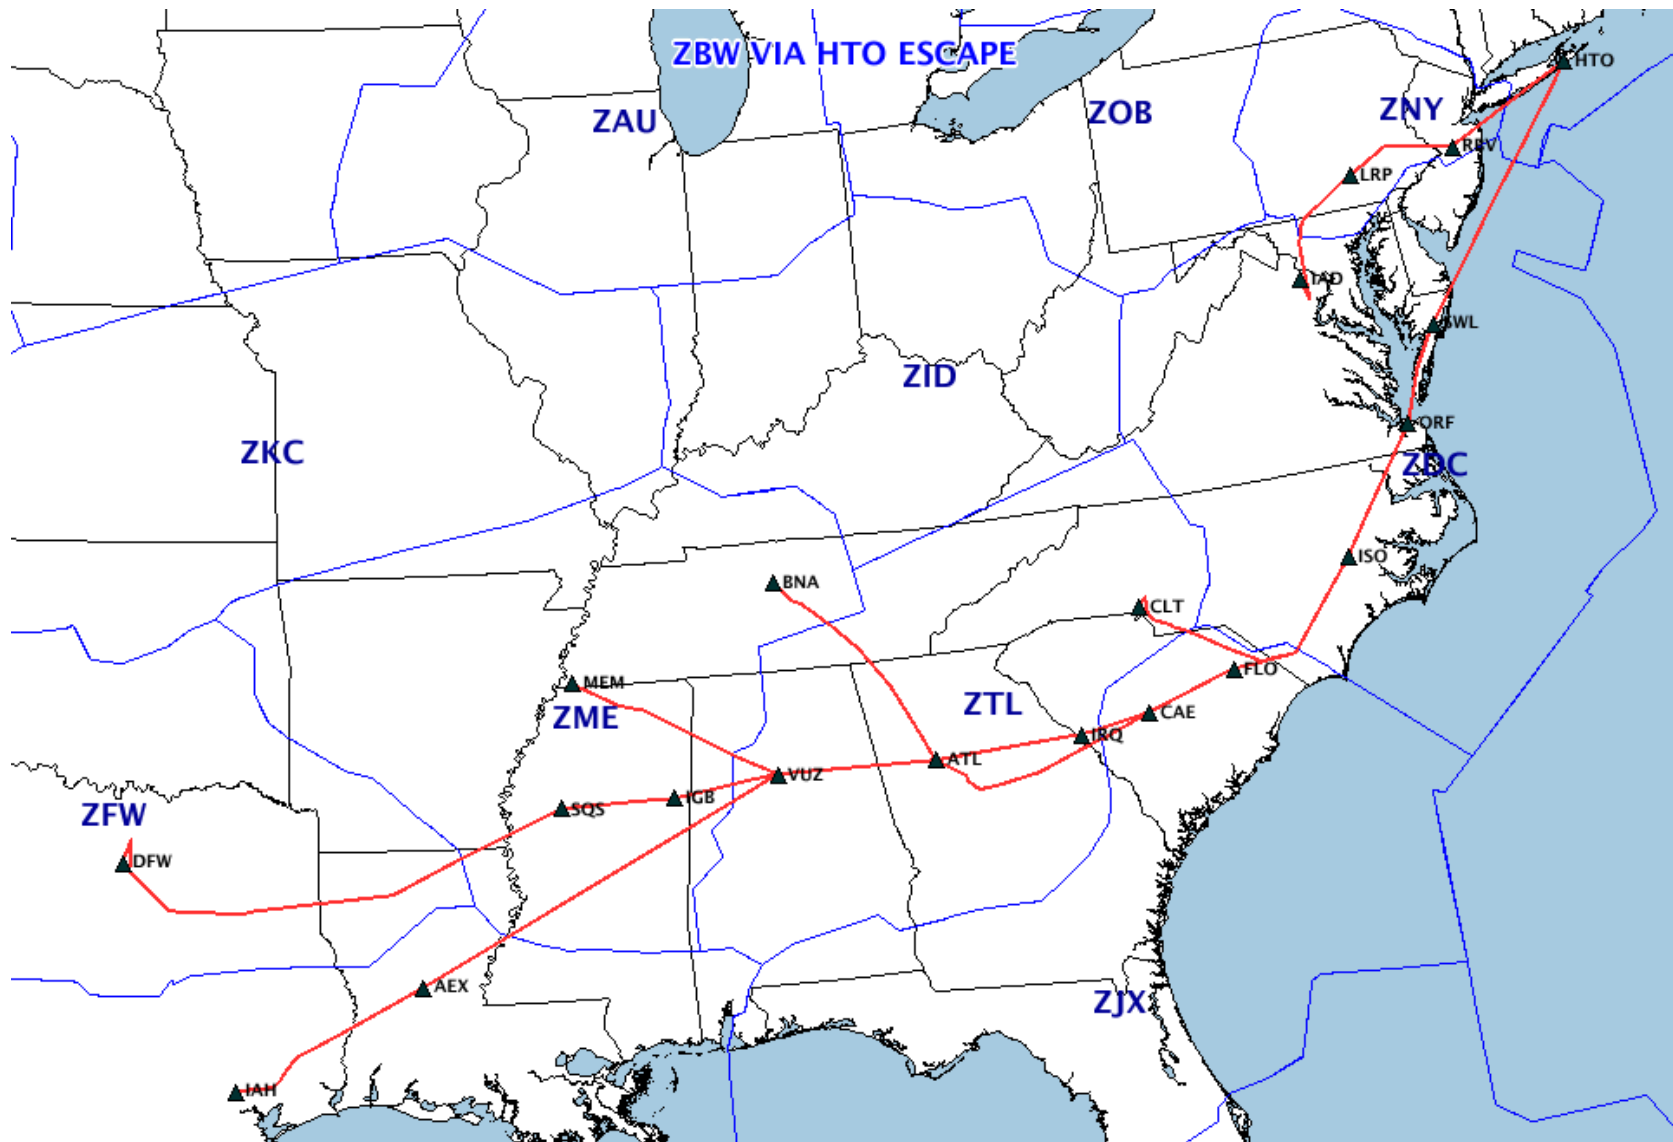 ZBW VIA HTO ESCAPE
HTO
ZAU
ZOB
ZNY
RBV
LRP
IAD
SWL
ZID
ORF
ZKC
ZDC
ISO
BNA
CLT
FLO
MEM
ZME
ZTL
CAE
IRQ
ATL
VUZ
IGB
SQS
ZFW
DFW
AEX
ZJX
IAH